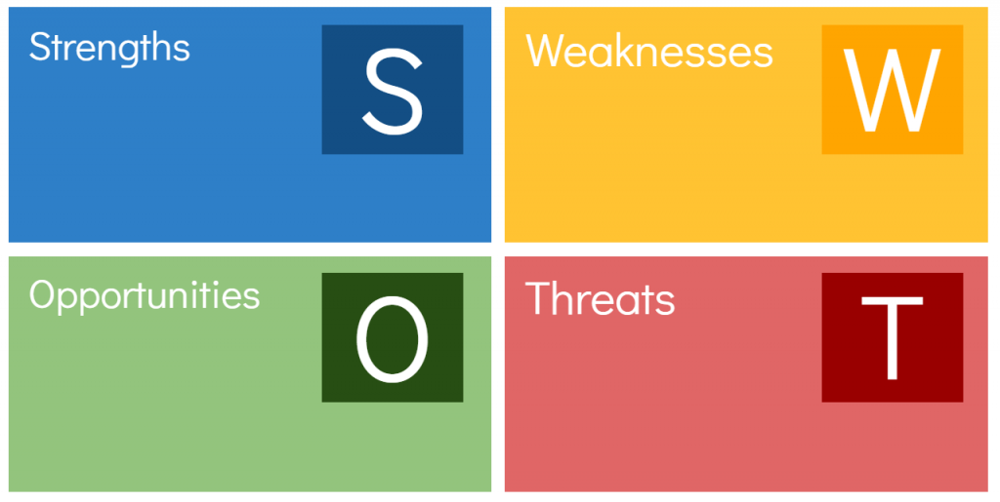 Strengths
S
Weaknesses
W
Opportunities
O
Threats
T